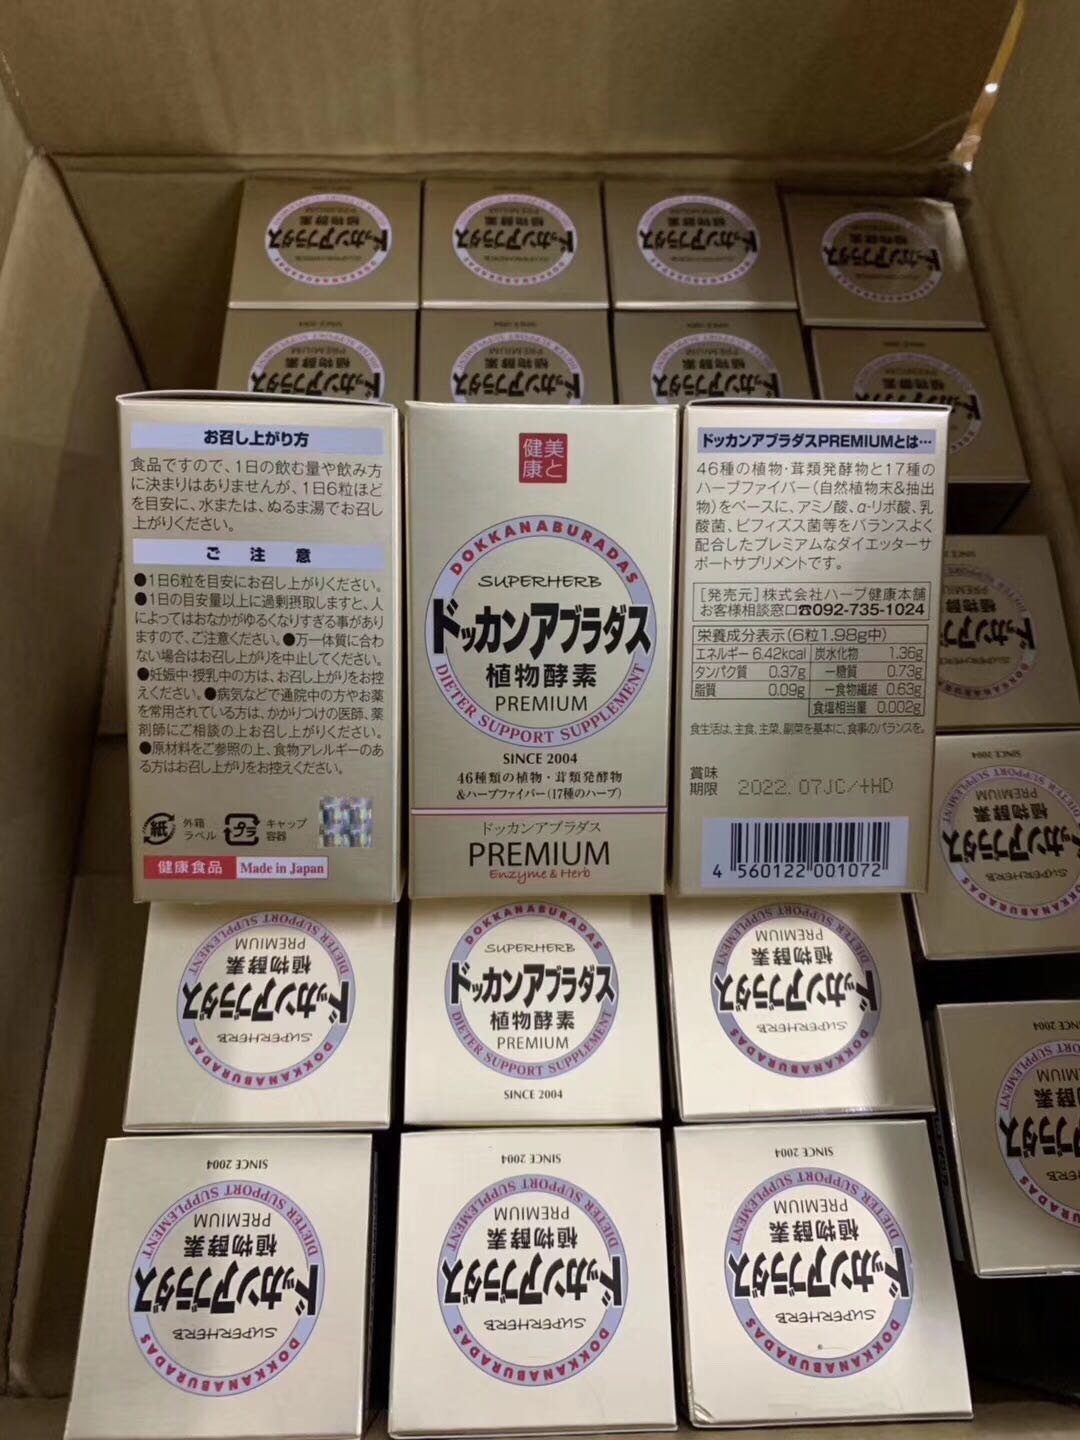 お召し上がり方
食品ですので、1日の飲む量や飲み方
に決まりはありませんが、1日6粒ほど
を目安に、水または、ぬるま湯でお召し
上がりください。
ご 注 意
●1日6粒を目安にお召し上がりください。
●1日の目安量以上に過剰摂取しますと、人
によってはおなかがゆるくなりすぎる事があり
ますので、ご注意ください。●万一体質に合わ
ない場合はお召し上がりを中止してください。
●妊娠中・授乳中の方は、お召し上がりをお控
えください。●病気などで通院中の方やお薬
を常用されている方は、かかりつけの医師、薬
剤師にご相談の上お召し上がりください。
●原材料をご参照の上、食物アレルギーのあ
る方はお召し上がりをお控えください。
紙 外箱
ラベル
プラ キャップ
容器
健康食品 Made in Japan
美と
健康
DOKKANABURADAS
SUPERHERB
ドッカンアブラダス
植物酵素
PREMIUM
DIETER SUPPORT SUPPLEMENT
SINCE 2004
46種類の植物・茸類発酵物
&ハーブファイバー(17種のハーブ)
ドッカンアブラダス
PREMIUM
Enzyme & Herb
ドッカンアブラダスPREMIUMとは…
46種の植物・茸類発酵物と17種の
ハーブファイバー(自然植物末&抽出
物)をベースに、アミノ酸、α-リポ酸、乳
酸菌、ビフィズス菌等をバランスよく
配合したプレミアムなダイエッターサ
ポートサプリメントです。
[発売元]株式会社ハーブ健康本舗
お客様相談窓口☎092-735-1024
栄養成分表示(6粒1.98g中)
エネルギー 6.42kcal 炭水化物 1.36g
タンパク質 0.37g ー糖質 0.73g
脂質 0.09g ー食物繊維 0.63g
食塩相当量 0.002g
食生活は、主食、主菜、副菜を基本に、食事のバランスを。
賞味
期限 2022.07JC/+HD
4 560122 001072
DOKKANABURADAS
SUPERHERB
ドッカンアブラダス
植物酵素
PREMIUM
DIETER SUPPORT SUPPLEMENT
SINCE 2004